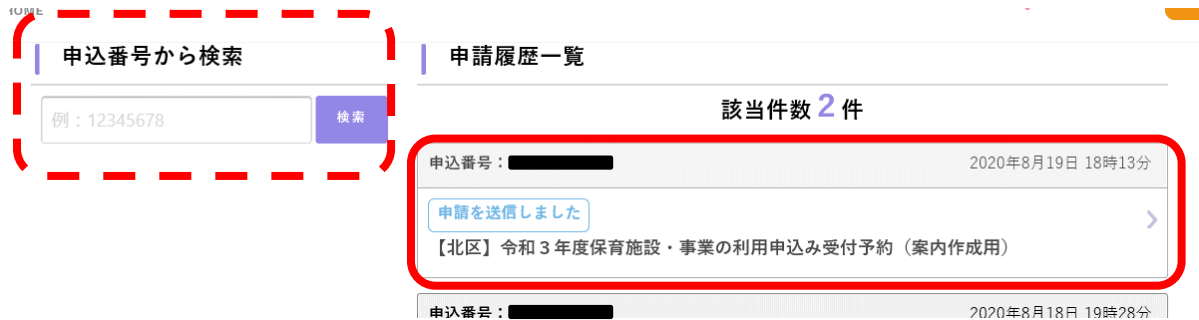 HOME
申込番号から検索
例：12345678
検索
申請履歴一覧
該当件数 2 件
申込番号：
2020年8月19日 18時13分
申請を送信しました
【北区】令和３年度保育施設・事業の利用申込み受付予約（案内作成用）
申込番号：
2020年8月18日 19時28分